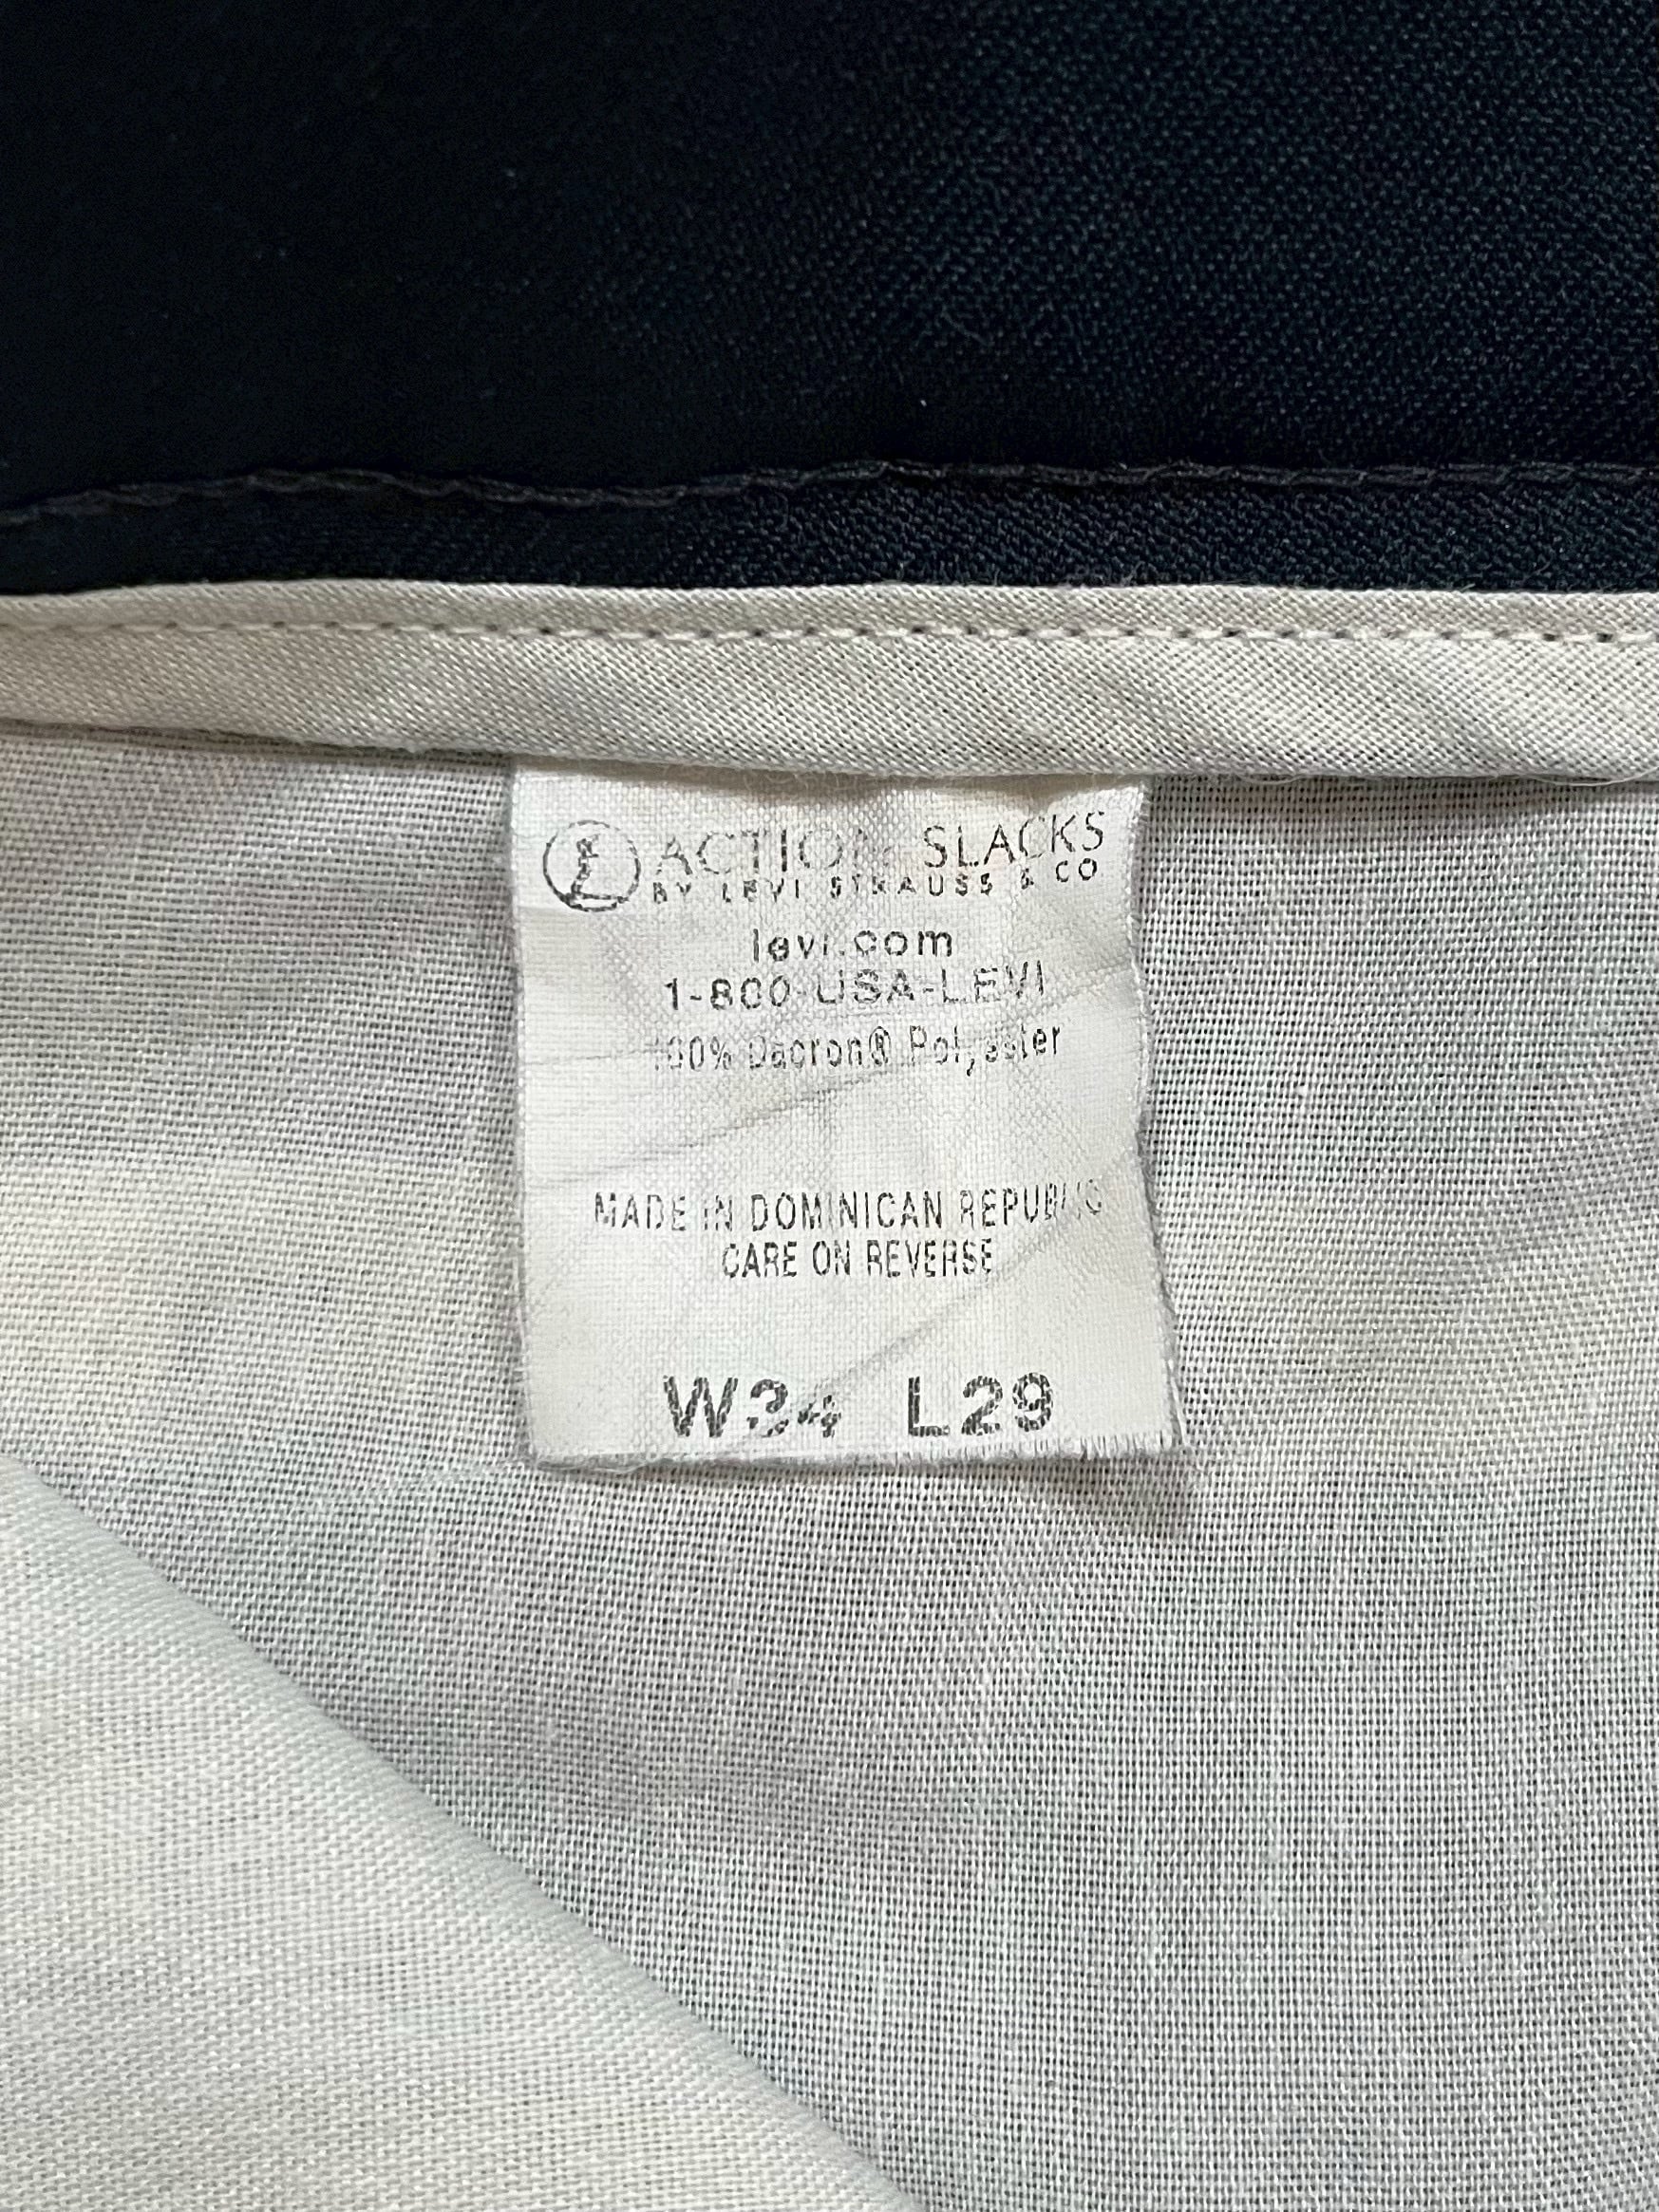 ACTION SLACKS
BY LEVI STRAUSS & CO
levi.com
1-800-USA-LEVI
100% Dacron® Polyester
MADE IN DOMINICAN REPUBLIC
CARE ON REVERSE
W34 L29